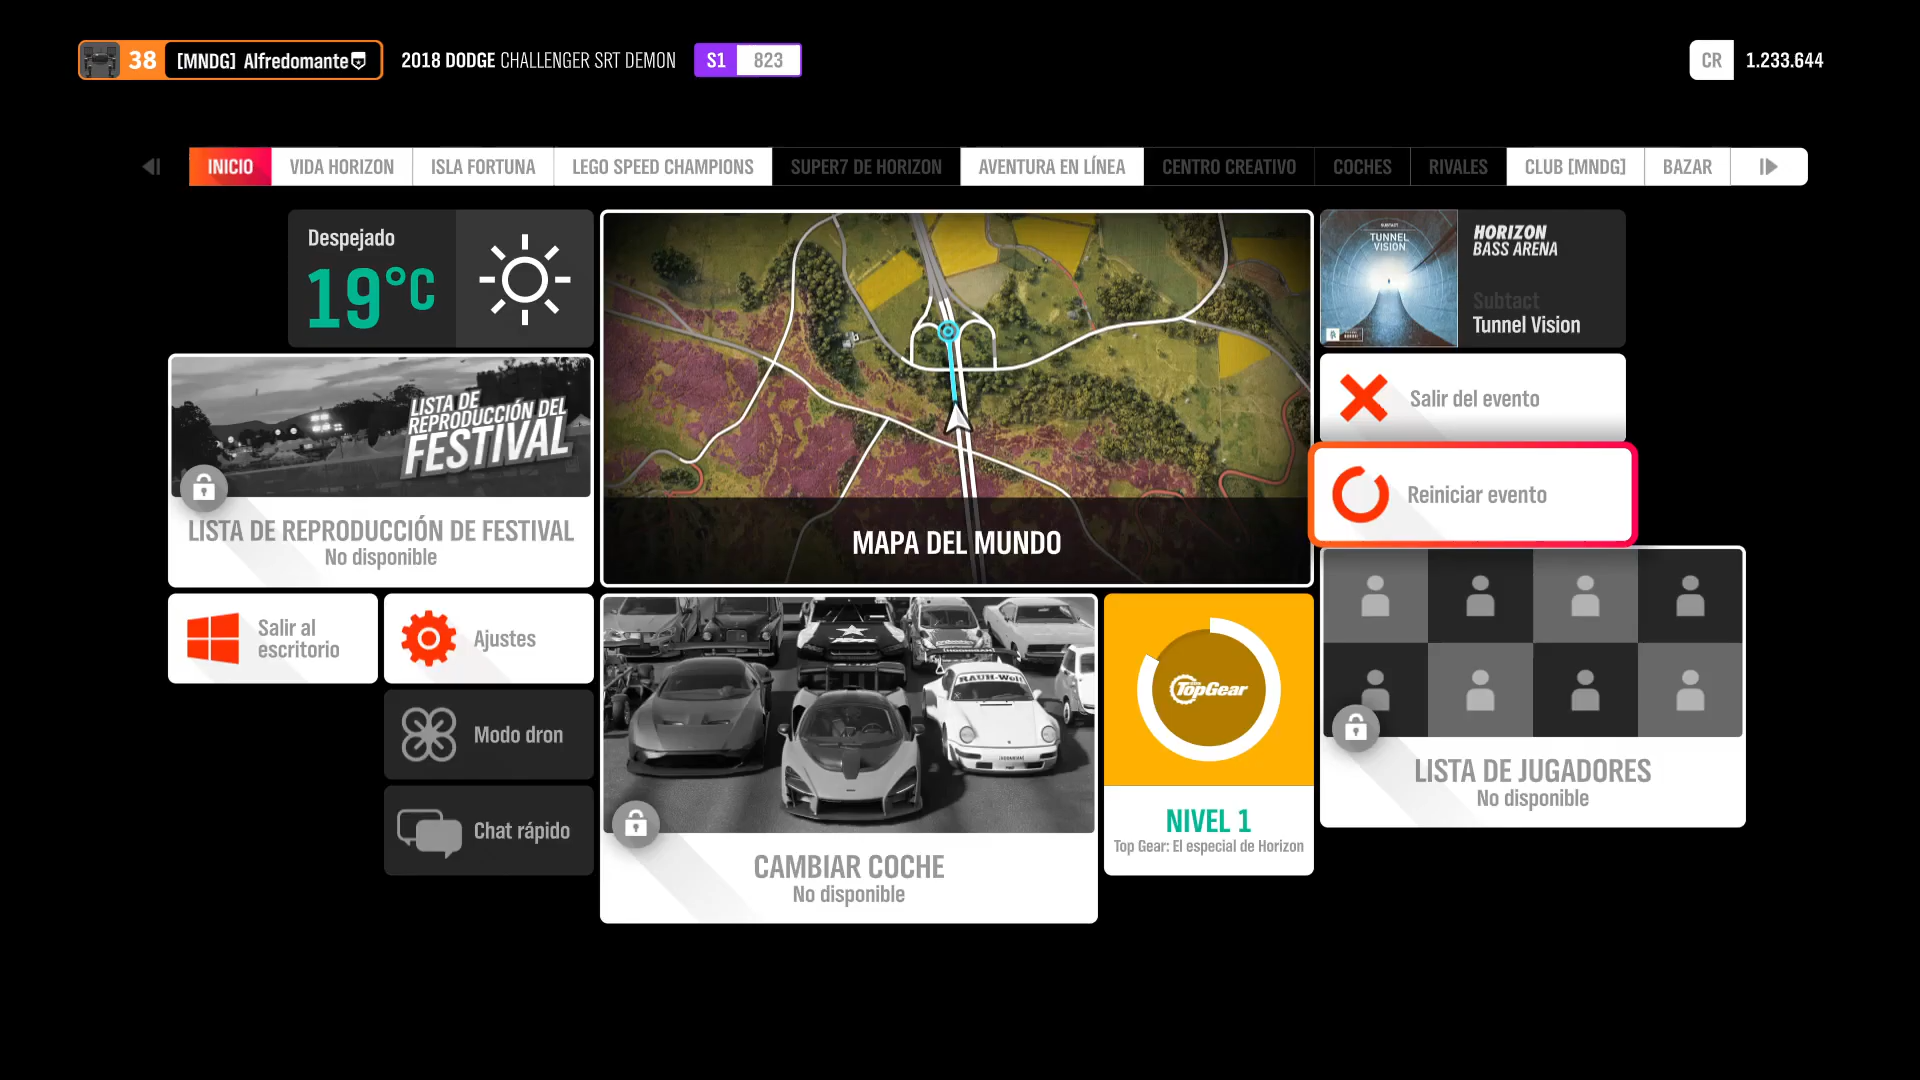 38 [MNDG] Alfredomante
2018 DODGE CHALLENGER SRT DEMON
S1 823
CR 1.233.644
INICIO
VIDA HORIZON
ISLA FORTUNA
LEGO SPEED CHAMPIONS
SUPER7 DE HORIZON
AVENTURA EN LÍNEA
CENTRO CREATIVO
COCHES
RIVALES
CLUB [MNDG]
BAZAR
Despejado
19°C
LISTA DE
REPRODUCCIÓN DEL
FESTIVAL
LISTA DE REPRODUCCIÓN DE FESTIVAL
No disponible
Salir al
escritorio
Ajustes
Modo dron
Chat rápido
MAPA DEL MUNDO
RAUH-Welt
CAMBIAR COCHE
No disponible
TopGear
NIVEL 1
Top Gear: El especial de Horizon
SUBTACT
TUNNEL
VISION
HORIZON
BASS ARENA
Subtact
Tunnel Vision
Salir del evento
Reiniciar evento
LISTA DE JUGADORES
No disponible